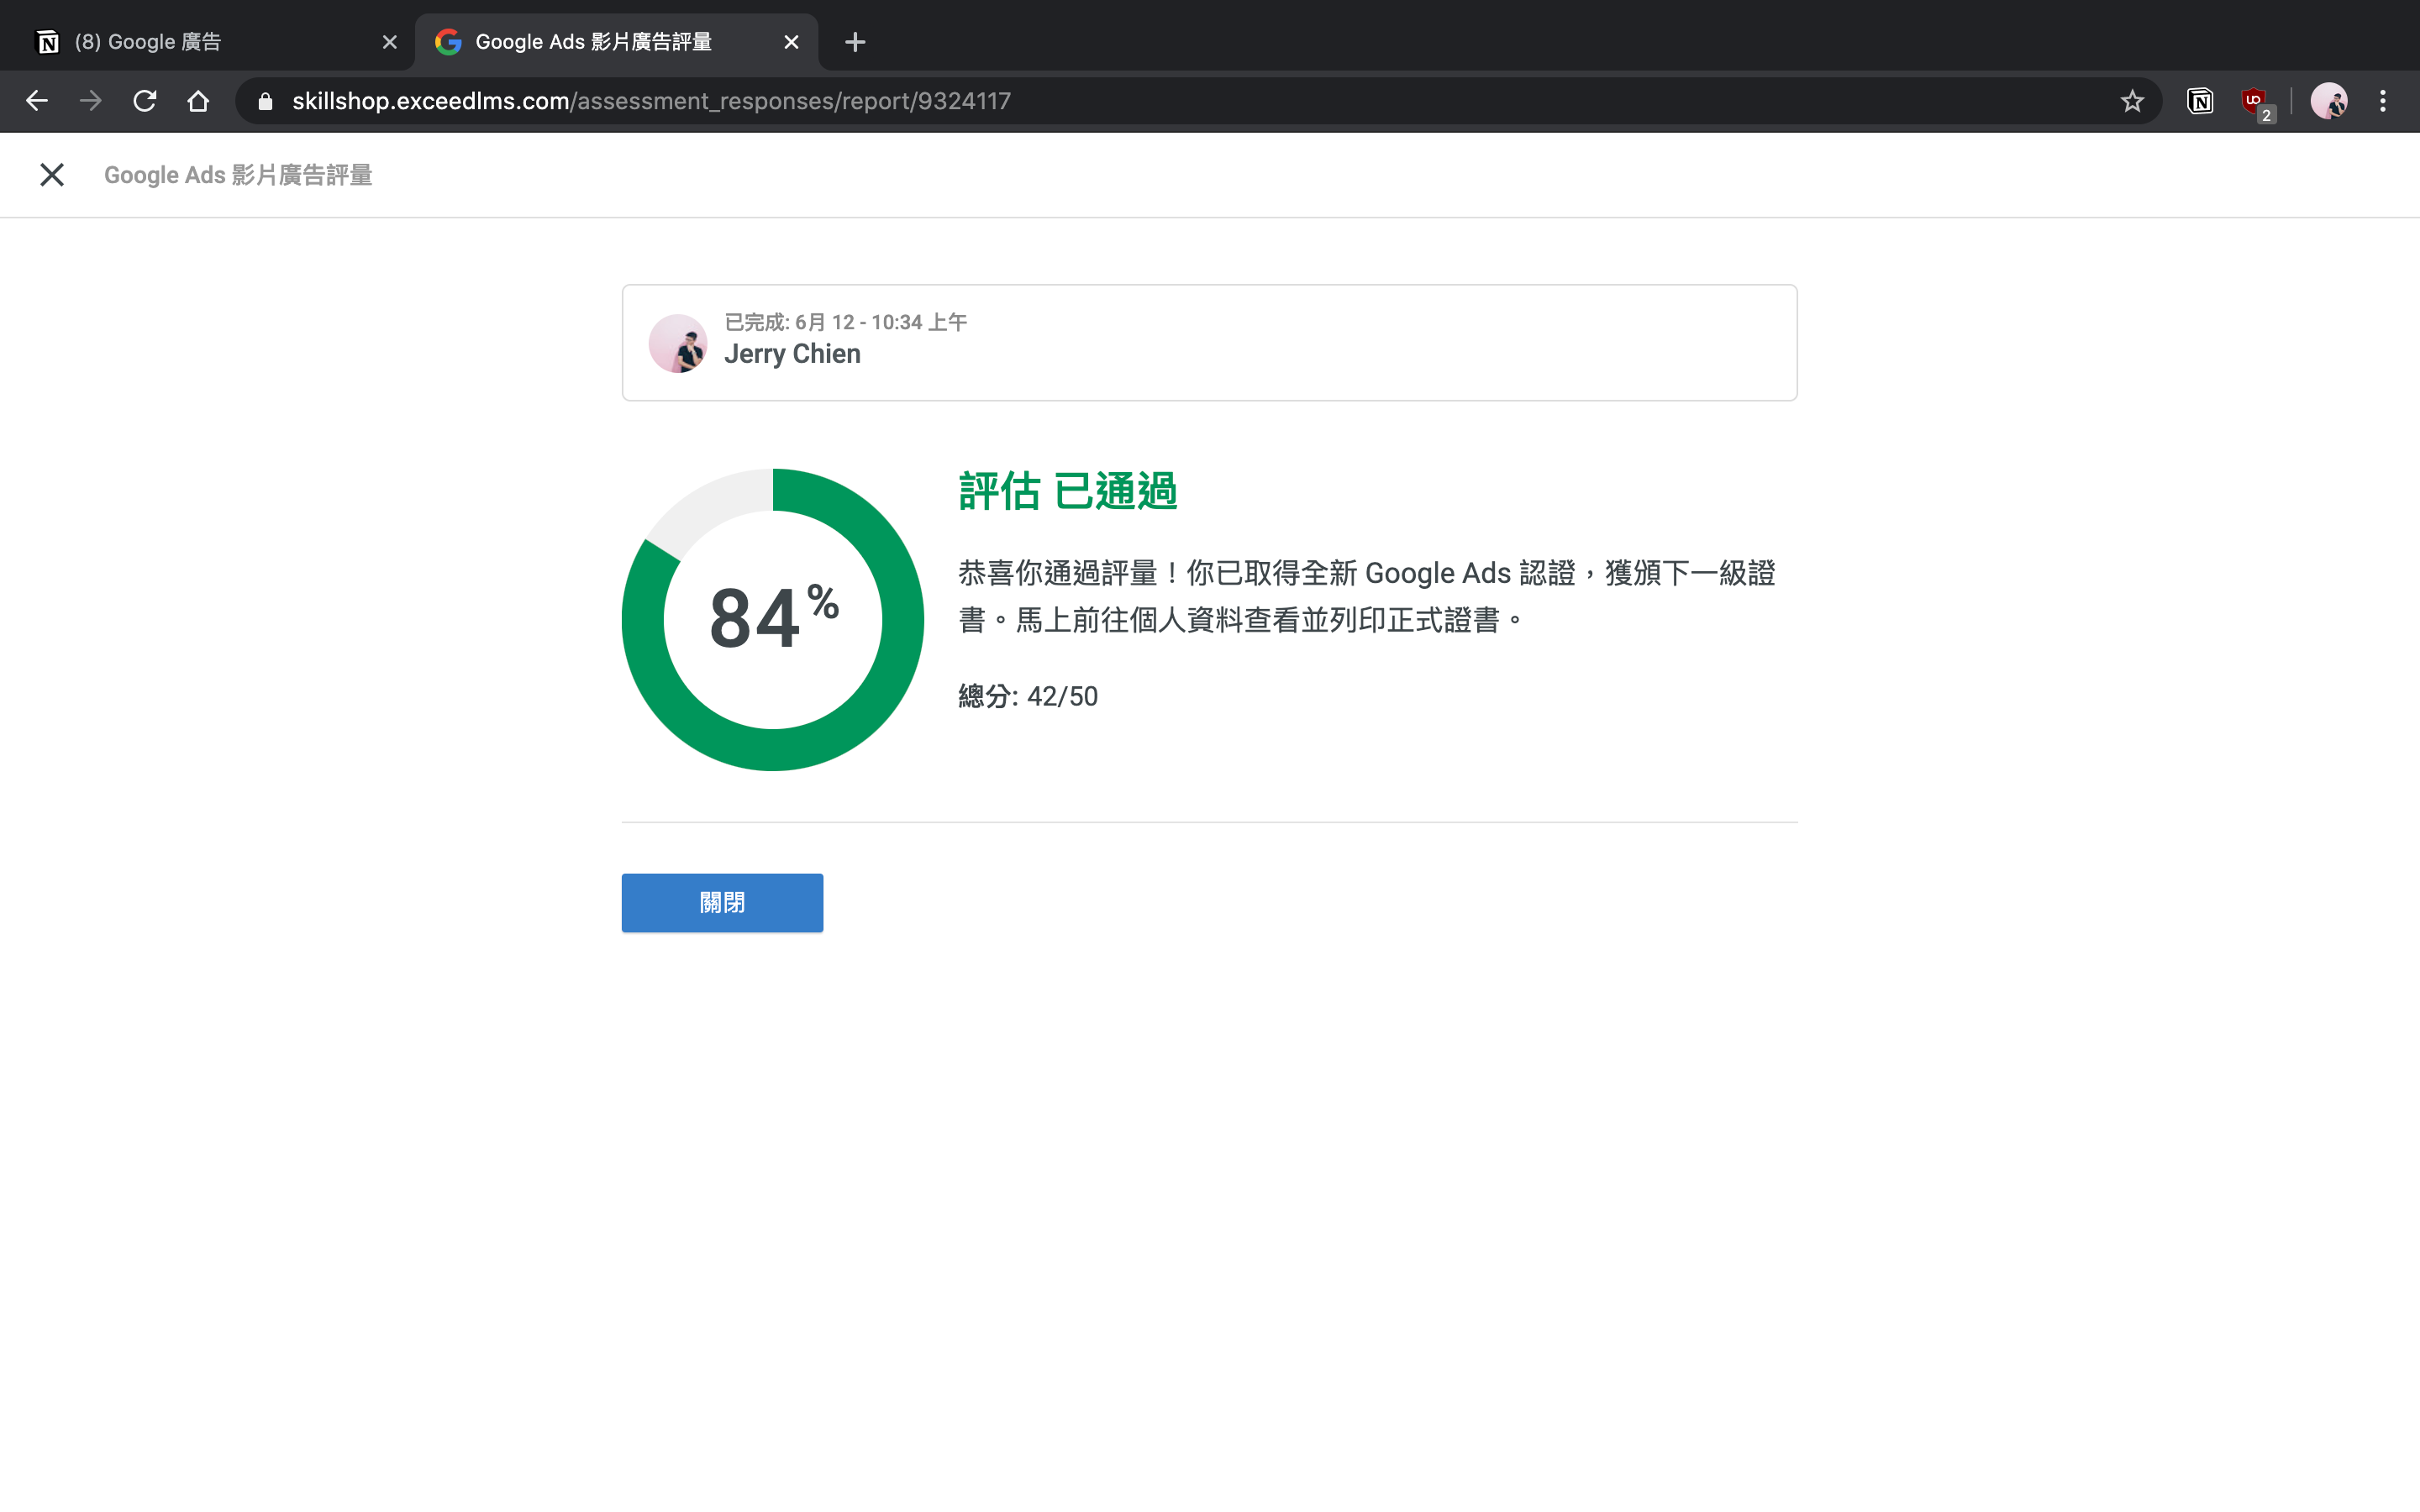 (8) Google 廣告
Google Ads 影片廣告評量
skillshop.exceedlms.com/assessment_responses/report/9324117
2
Google Ads 影片廣告評量
已完成: 6月 12 - 10:34 上午
Jerry Chien
84%
評估 已通過
恭喜你通過評量！你已取得全新 Google Ads 認證，獲頒下一級證
書。馬上前往個人資料查看並列印正式證書。
總分: 42/50
關閉